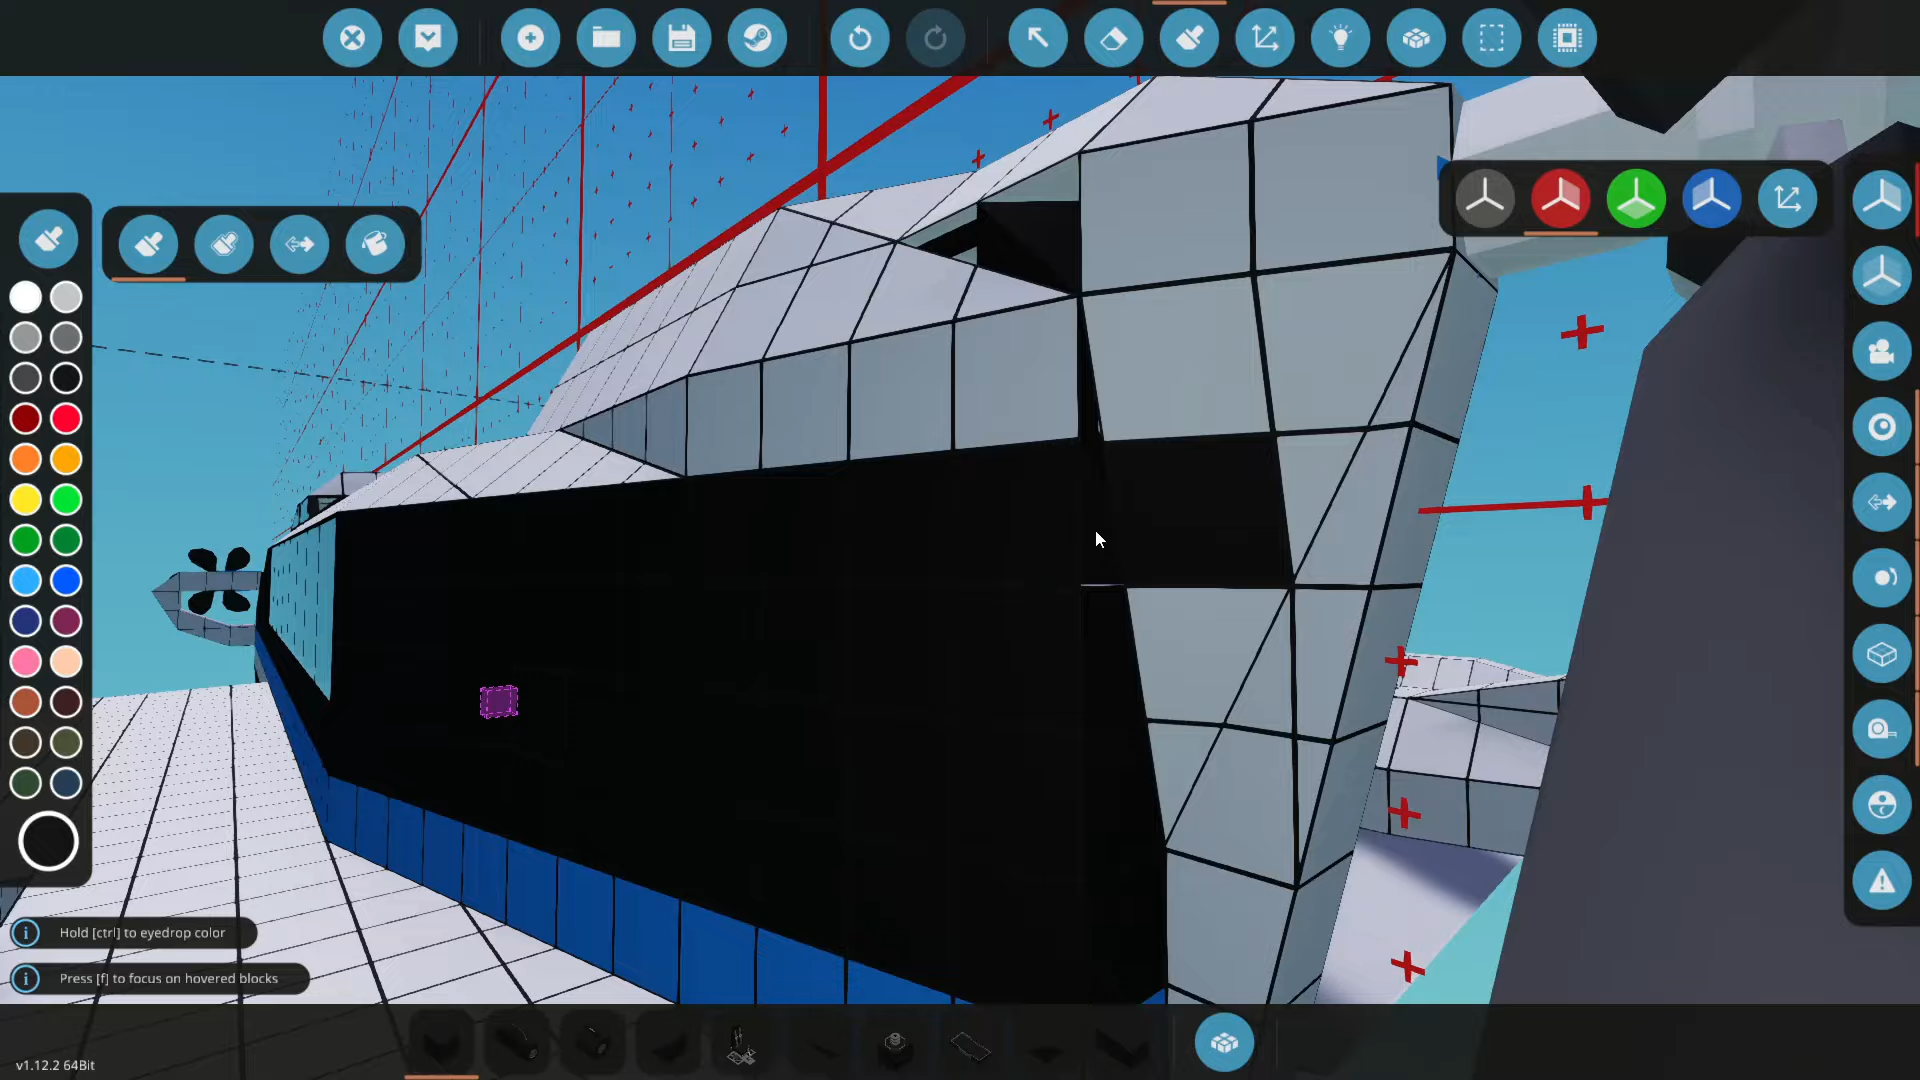 Hold [ctrl] to eyedrop color
Press [f] to focus on hovered blocks
v1.12.2 64Bit